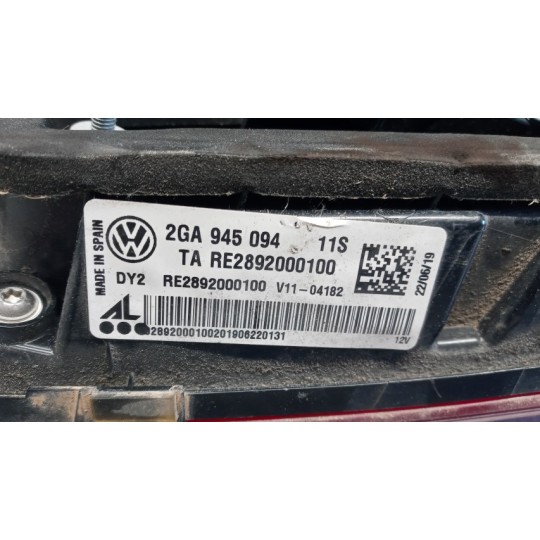 MADE IN SPAIN
2GA 945 094 11S
TA RE2892000100
DY2 RE2892000100 V11-04182
22/06/19
AL
2892000100201906220131
12V